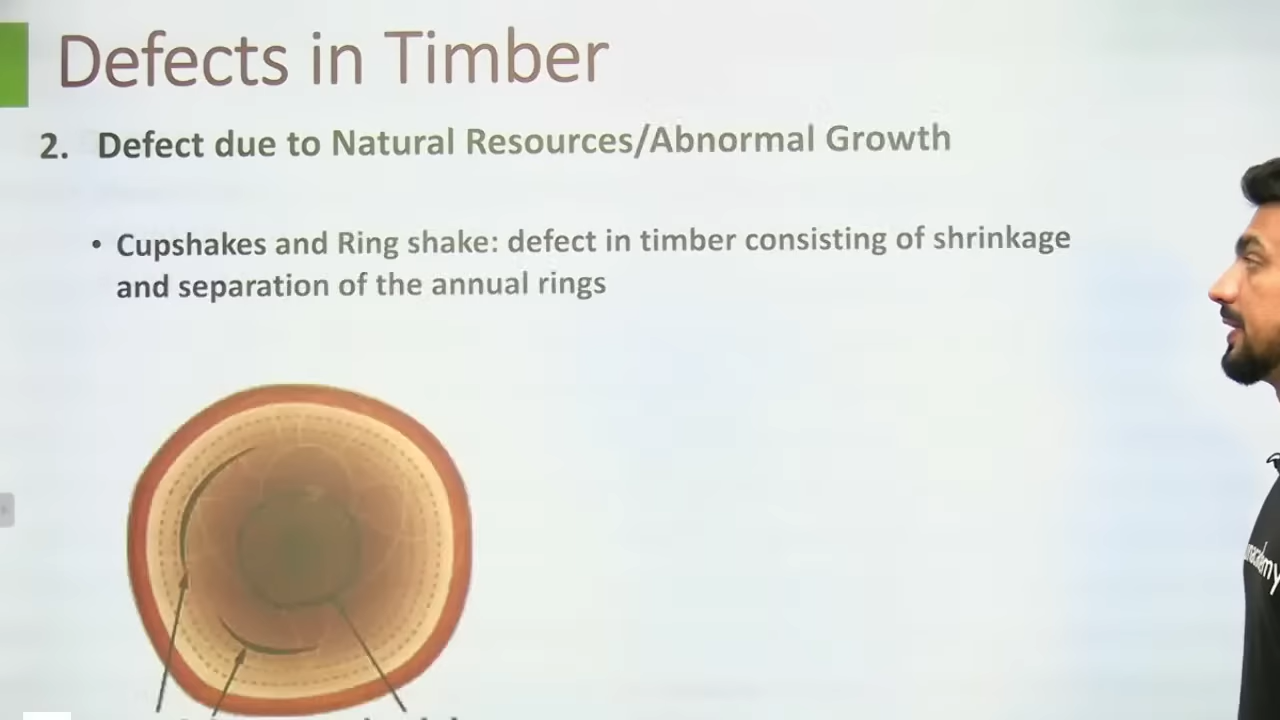 Defects in Timber
2. Defect due to Natural Resources/Abnormal Growth
• Cupshakes and Ring shake: defect in timber consisting of shrinkage
and separation of the annual rings